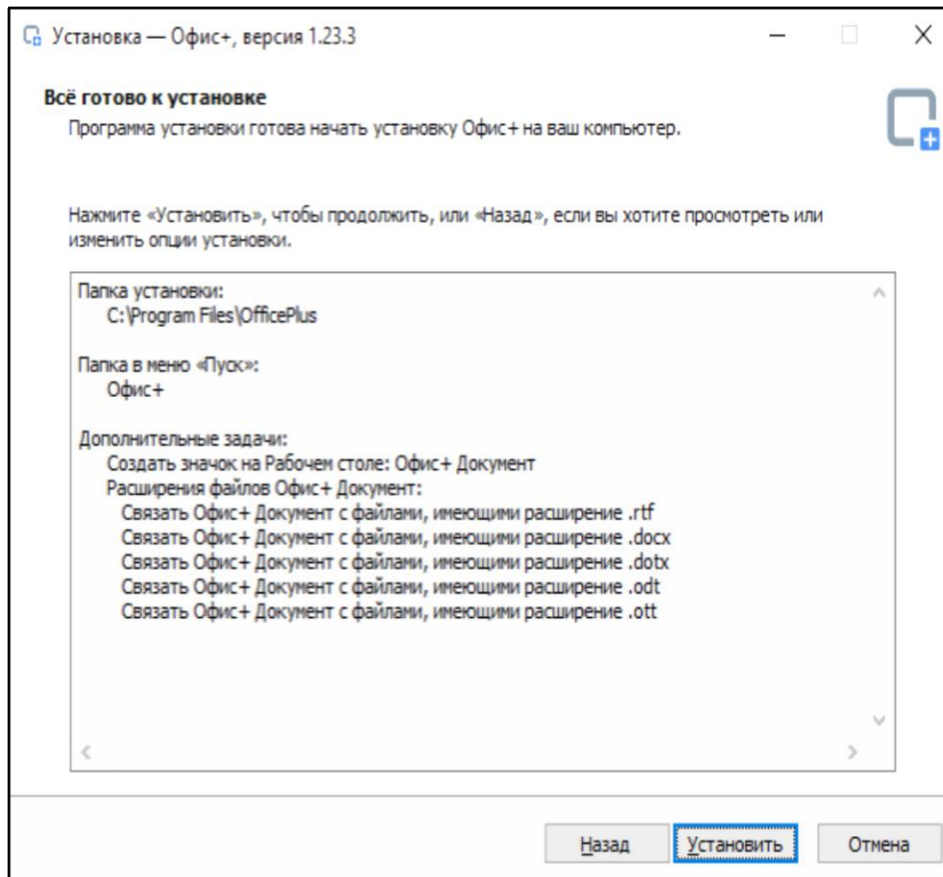 Установка — Офис+, версия 1.23.3
Всё готово к установке
Программа установки готова начать установку Офис+ на ваш компьютер.
Нажмите «Установить», чтобы продолжить, или «Назад», если вы хотите просмотреть или
изменить опции установки.
Папка установки:
C:\Program Files\OfficePlus
Папка в меню «Пуск»:
Офис+
Дополнительные задачи:
Создать значок на Рабочем столе: Офис+ Документ
Расширения файлов Офис+ Документ:
Связать Офис+ Документ с файлами, имеющими расширение .rtf
Связать Офис+ Документ с файлами, имеющими расширение .docx
Связать Офис+ Документ с файлами, имеющими расширение .dotx
Связать Офис+ Документ с файлами, имеющими расширение .odt
Связать Офис+ Документ с файлами, имеющими расширение .ott
Назад Установить Отмена